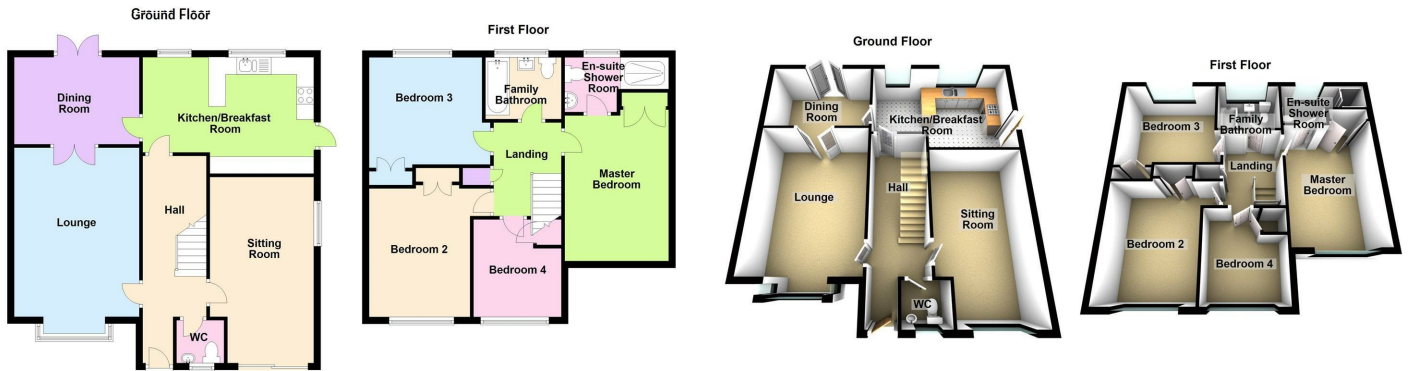 Ground Floor
Dining
Room
Kitchen/Breakfast
Room
Lounge
Hall
Sitting
Room
WC
First Floor
Bedroom 3
Family
Bathroom
En-suite
Shower
Room
Landing
Master
Bedroom
Bedroom 2
Bedroom 4
Ground Floor
Dining
Room
Kitchen/Breakfast
Room
Lounge
Hall
Sitting
Room
WC
First Floor
Bedroom 3
Family
Bathroom
En-suite
Shower
Room
Landing
Master
Bedroom
Bedroom 2
Bedroom 4